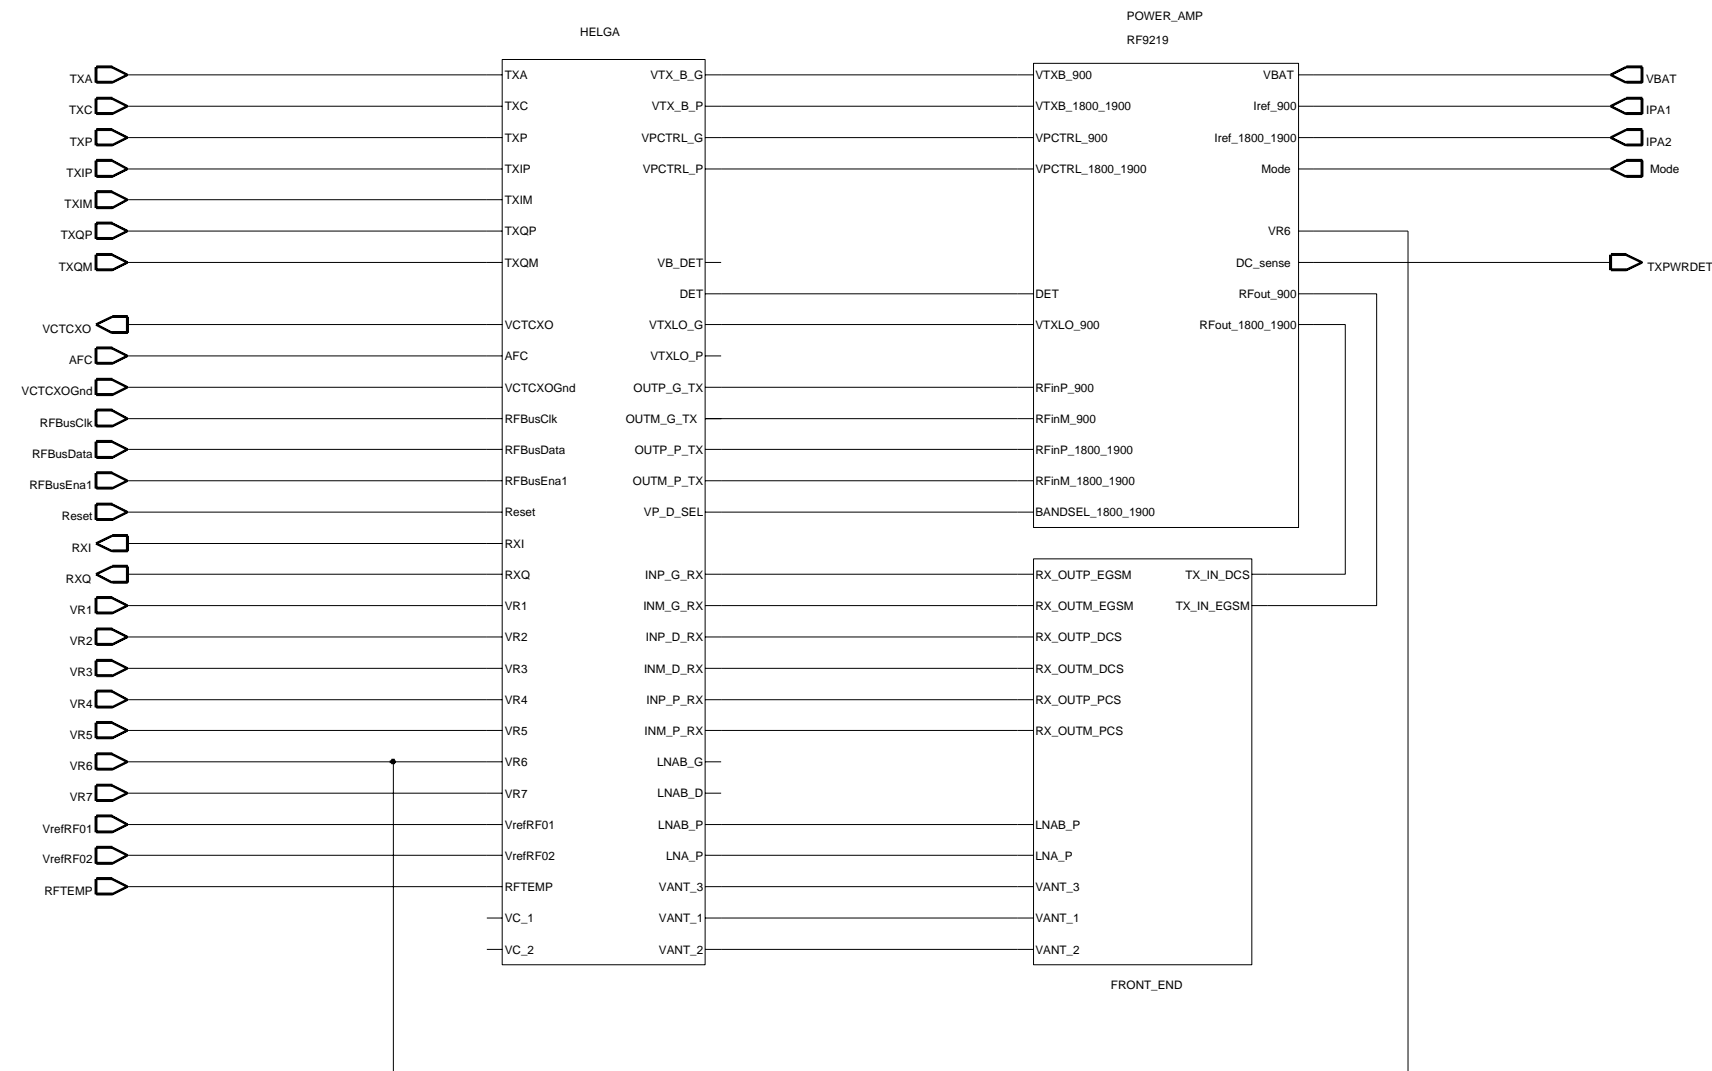 POWER_AMP
HELGA
RF9219
TXA TXA VTX_B_G VTXB_900 VBAT VBAT
TXC TXC VTX_B_P VTXB_1800_1900 Iref_900 IPA1
TXP TXP VPCTRL_G VPCTRL_900 Iref_1800_1900 IPA2
TXIP TXIP VPCTRL_P VPCTRL_1800_1900 Mode Mode
TXIM TXIM
TXQP TXQP VR6
TXQM TXQM VB_DET DC_sense TXPWRDET
DET DET RFout_900
VCTCXO VCTCXO VTXLO_G VTXLO_900 RFout_1800_1900
AFC AFC VTXLO_P
VCTCXOGnd VCTCXOGnd OUTP_G_TX RFinP_900
RFBusClk RFBusClk OUTM_G_TX RFinM_900
RFBusData RFBusData OUTP_P_TX RFinP_1800_1900
RFBusEna1 RFBusEna1 OUTM_P_TX RFinM_1800_1900
Reset Reset VP_D_SEL BANDSEL_1800_1900
RXI RXI
RXQ RXQ INP_G_RX RX_OUTP_EGSM TX_IN_DCS
VR1 VR1 INM_G_RX RX_OUTM_EGSM TX_IN_EGSM
VR2 VR2 INP_D_RX RX_OUTP_DCS
VR3 VR3 INM_D_RX RX_OUTM_DCS
VR4 VR4 INP_P_RX RX_OUTP_PCS
VR5 VR5 INM_P_RX RX_OUTM_PCS
VR6 VR6 LNAB_G
VR7 VR7 LNAB_D
VrefRF01 VrefRF01 LNAB_P LNAB_P
VrefRF02 VrefRF02 LNA_P LNA_P
RFTEMP RFTEMP VANT_3 VANT_3
VC_1 VANT_1 VANT_1
VC_2 VANT_2 VANT_2
FRONT_END